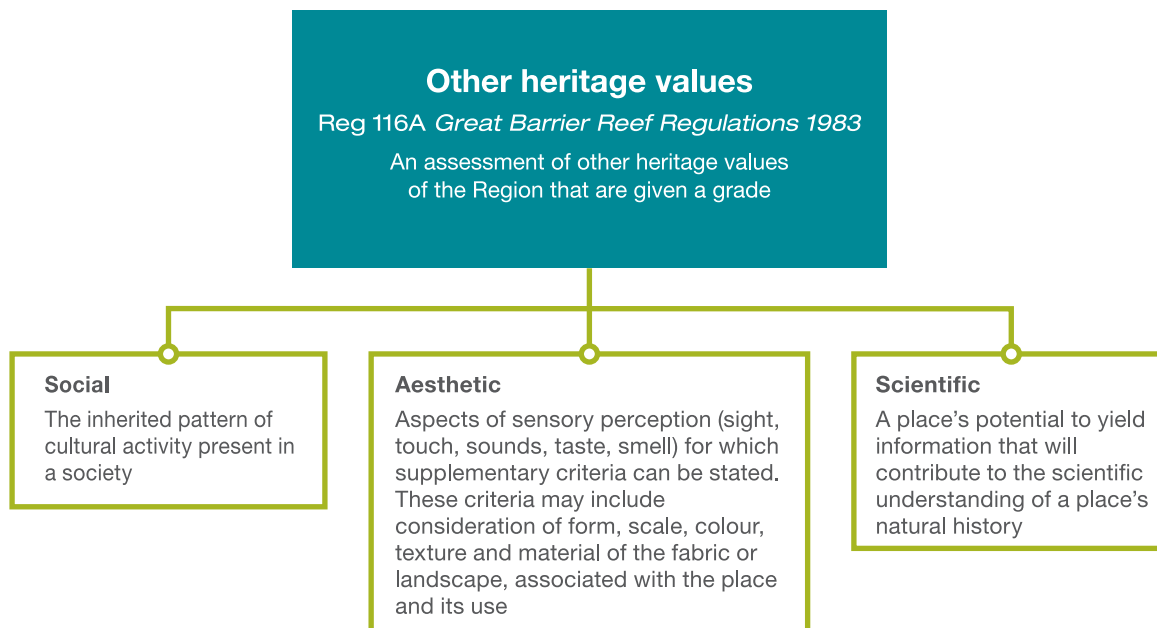 Other heritage values
Reg 116A Great Barrier Reef Regulations 1983
An assessment of other heritage values
of the Region that are given a grade
Social
The inherited pattern of
cultural activity present in
a society
Aesthetic
Aspects of sensory perception (sight,
touch, sounds, taste, smell) for which
supplementary criteria can be stated.
These criteria may include
consideration of form, scale, colour,
texture and material of the fabric or
landscape, associated with the place
and its use
Scientific
A place’s potential to yield
information that will
contribute to the scientific
understanding of a place’s
natural history